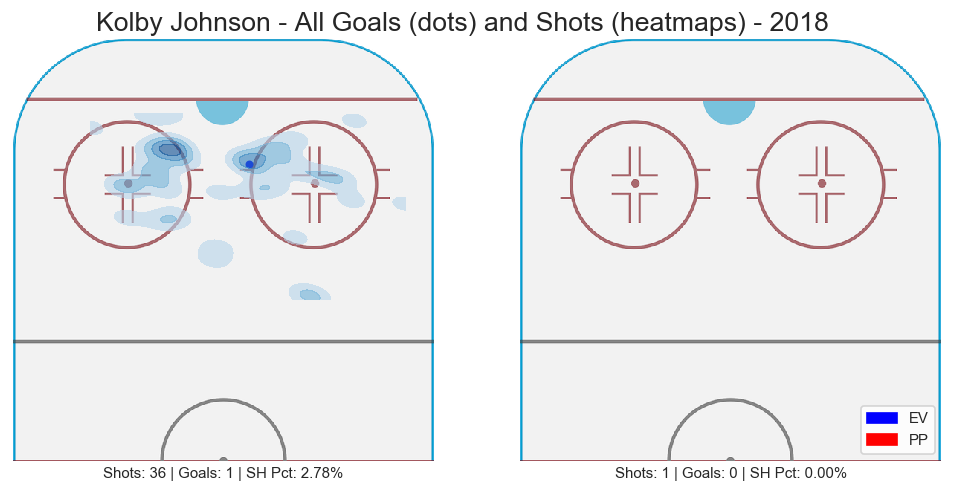 Kolby Johnson - All Goals (dots) and Shots (heatmaps) - 2018
EV
PP
Shots: 36 | Goals: 1 | SH Pct: 2.78%
Shots: 1 | Goals: 0 | SH Pct: 0.00%